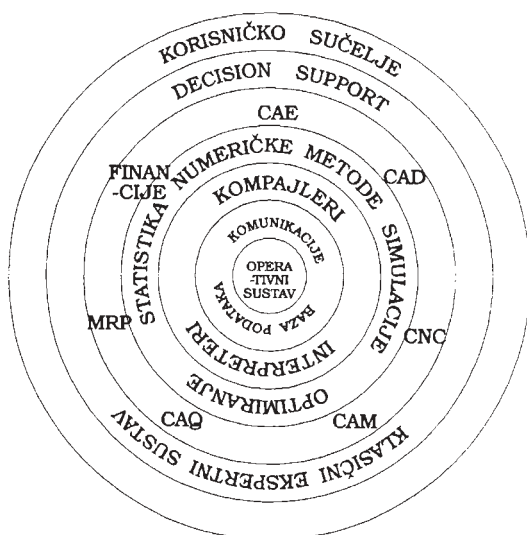 KORISNIČKO SUČELJE
DECISION SUPPORT
CAE
NUMERIČKE METODE
FINAN-
-CIJE
CAD
KOMPAJLERI
KOMUNIKACIJE
STATISTIKA
SIMULACIJE
OPERA
-TIVNI
SUSTAV
BAZA PODATAKA
MRP
CNC
INTERPRETERI
OPTIMIRANJE
CAQ
CAM
KLASIČNI EKSPERTNI SUSTAV